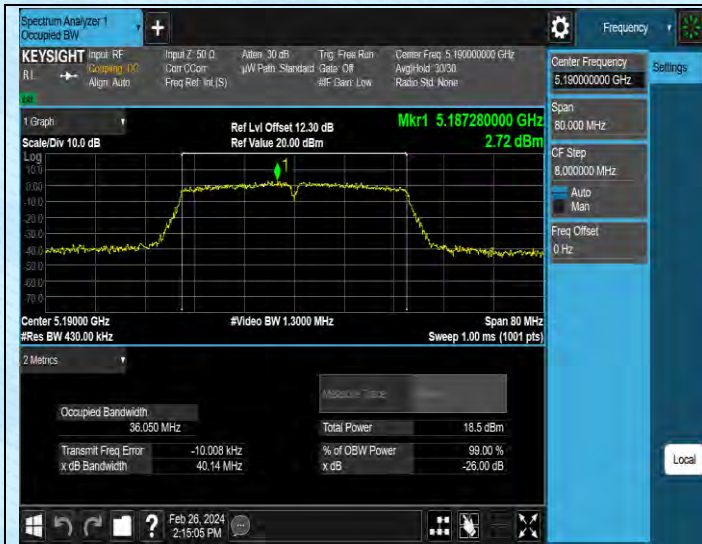 Spectrum Analyzer 1
Occupied BW
Frequency
KEYSIGHT
Input: RF
Coupling: DC
Align: Auto
Input Z: 50 Ω
Corr CCorr
Freq Ref: Int (S)
Atten: 30 dB
µW Path: Standard
Trig: Free Run
Gate: Off
#IF Gain: Low
Center Freq: 5.190000000 GHz
Avg|Hold: 30/30
Radio Std: None
Center Frequency
5.190000000 GHz
Settings
Span
80.000 MHz
CF Step
8.000000 MHz
Auto
Man
Freq Offset
0 Hz
1 Graph
Scale/Div 10.0 dB
Ref Lvl Offset 12.30 dB
Ref Value 20.00 dBm
Mkr1 5.187280000 GHz
2.72 dBm
Log
10.0
0.00
-10.0
-20.0
-30.0
-40.0
-50.0
-60.0
-70.0
1
Center 5.19000 GHz
#Res BW 430.00 kHz
#Video BW 1.3000 MHz
Span 80 MHz
Sweep 1.00 ms (1001 pts)
2 Metrics
Measure Trace
Occupied Bandwidth
36.050 MHz
Total Power 18.5 dBm
Transmit Freq Error -10.008 kHz
% of OBW Power 99.00 %
x dB Bandwidth 40.14 MHz
x dB -26.00 dB
Local
Feb 26, 2024
2:15:05 PM